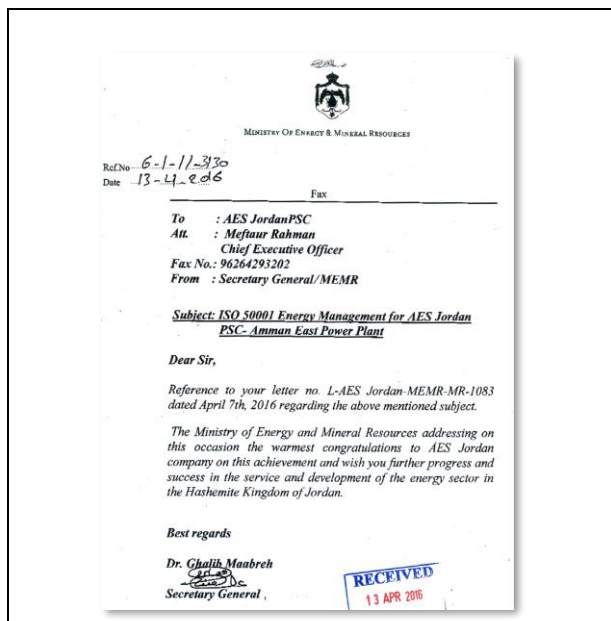 MINISTRY OF ENERGY & MINERAL RESOURCES
Ref.No 6-1-11-3130
Date 13-4-2016
Fax
To : AES JordanPSC
Att. : Meftaur Rahman
Chief Executive Officer
Fax No.: 96264293202
From : Secretary General/MEMR
Subject: ISO 50001 Energy Management for AES Jordan
PSC- Amman East Power Plant
Dear Sir,
Reference to your letter no. L-AES Jordan-MEMR-MR-1083
dated April 7th, 2016 regarding the above mentioned subject.
The Ministry of Energy and Mineral Resources addressing on
this occasion the warmest congratulations to AES Jordan
company on this achievement and wish you further progress and
success in the service and development of the energy sector in
the Hashemite Kingdom of Jordan.
Best regards
Dr. Ghalib Maabreh
Secretary General ,
RECEIVED
13 APR 2016